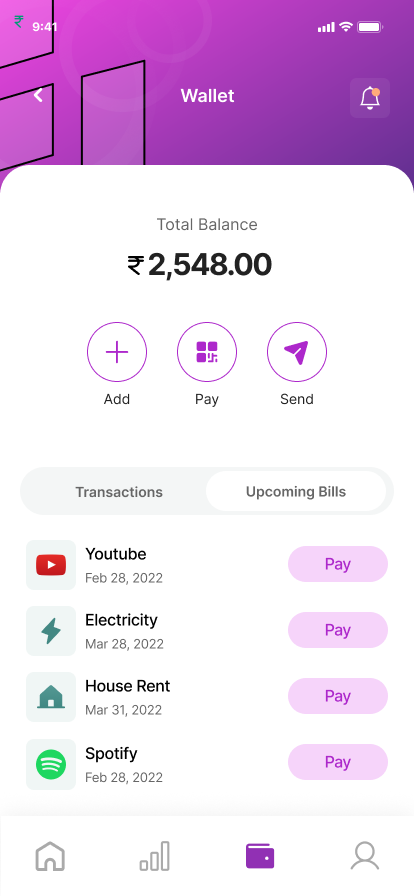 ₹ 9:41
Wallet
Total Balance
₹2,548.00
Add Pay Send
Transactions Upcoming Bills
Youtube
Feb 28, 2022
Pay
Electricity
Mar 28, 2022
Pay
House Rent
Mar 31, 2022
Pay
Spotify
Feb 28, 2022
Pay